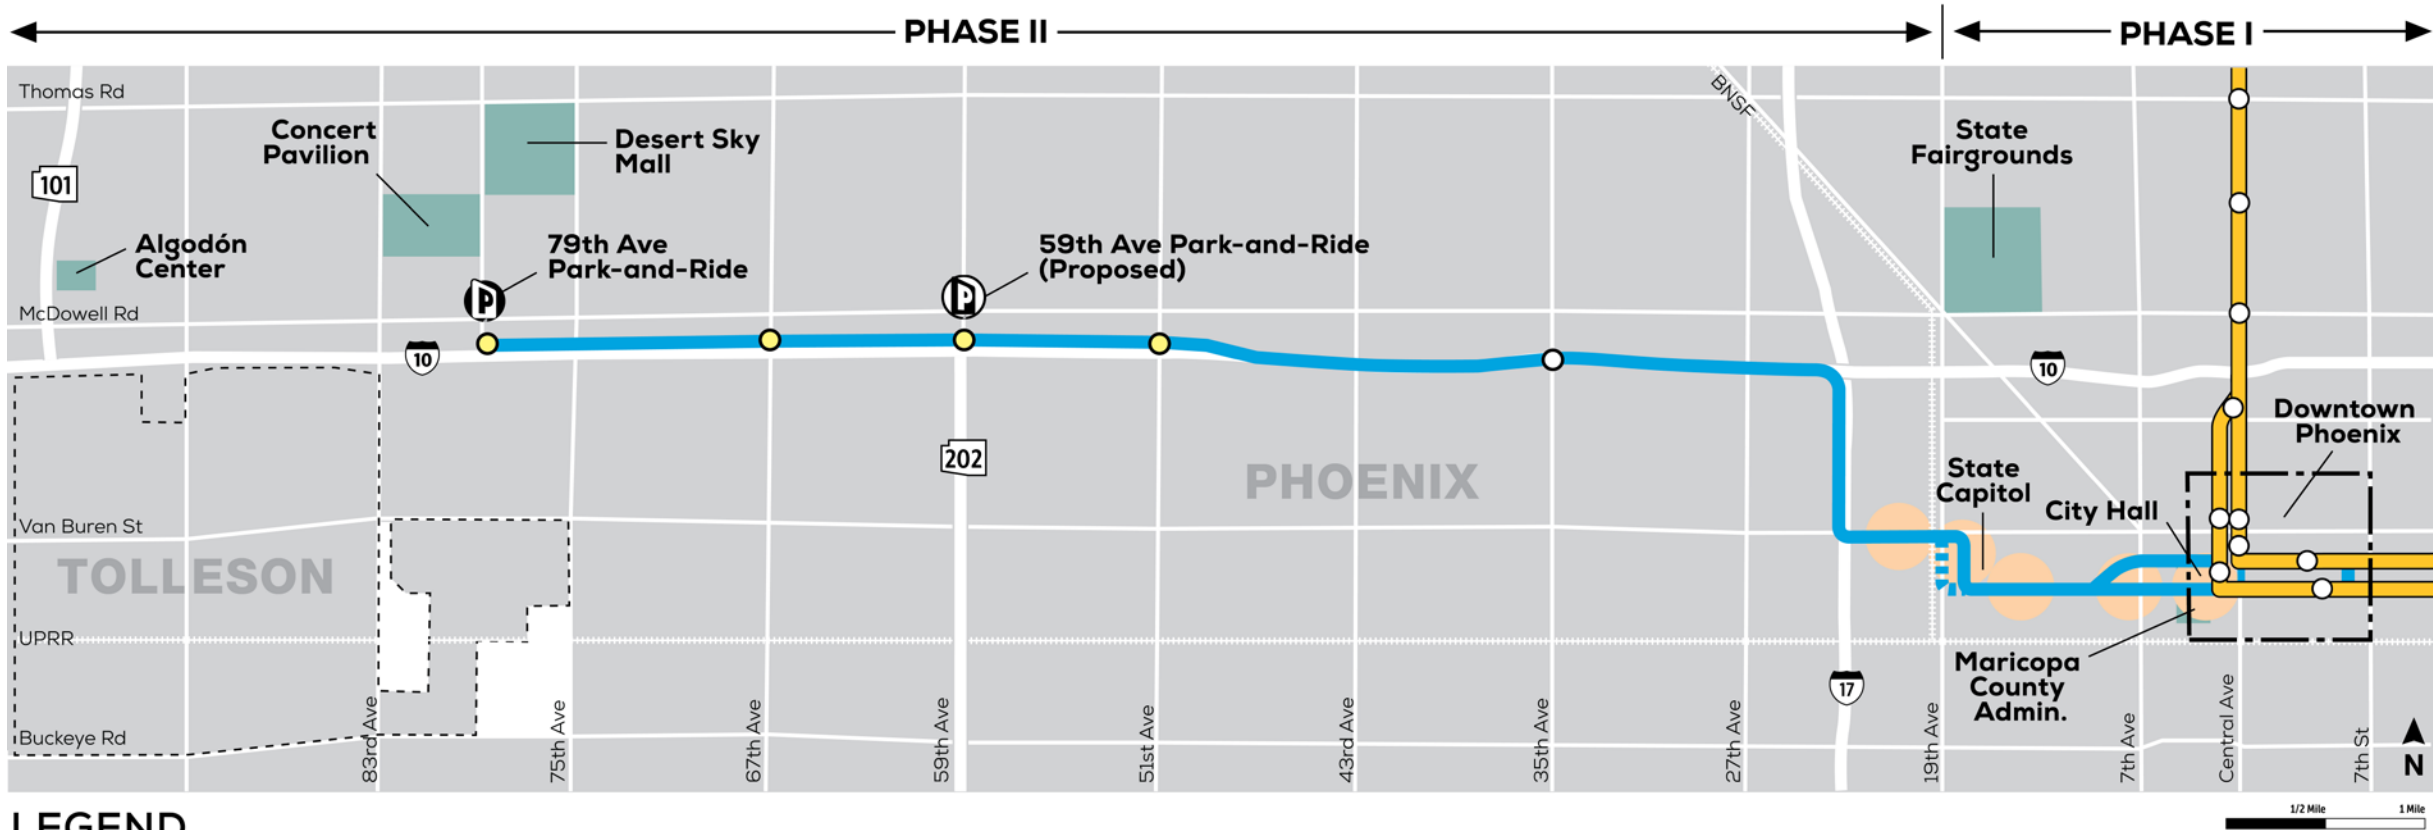 PHASE II
PHASE I
Thomas Rd
BNSF
Concert
Pavilion
Desert Sky
Mall
State
Fairgrounds
101
Algodón
Center
79th Ave
Park-and-Ride
59th Ave Park-and-Ride
(Proposed)
P
P
McDowell Rd
10
10
Downtown
Phoenix
202
PHOENIX
State
Capitol
City Hall
Van Buren St
TOLLESON
UPRR
Maricopa
County
Admin.
17
Buckeye Rd
83rd Ave
75th Ave
67th Ave
59th Ave
51st Ave
43rd Ave
35th Ave
27th Ave
19th Ave
7th Ave
Central Ave
7th St
N
LEGEND
1/2 Mile
1 Mile